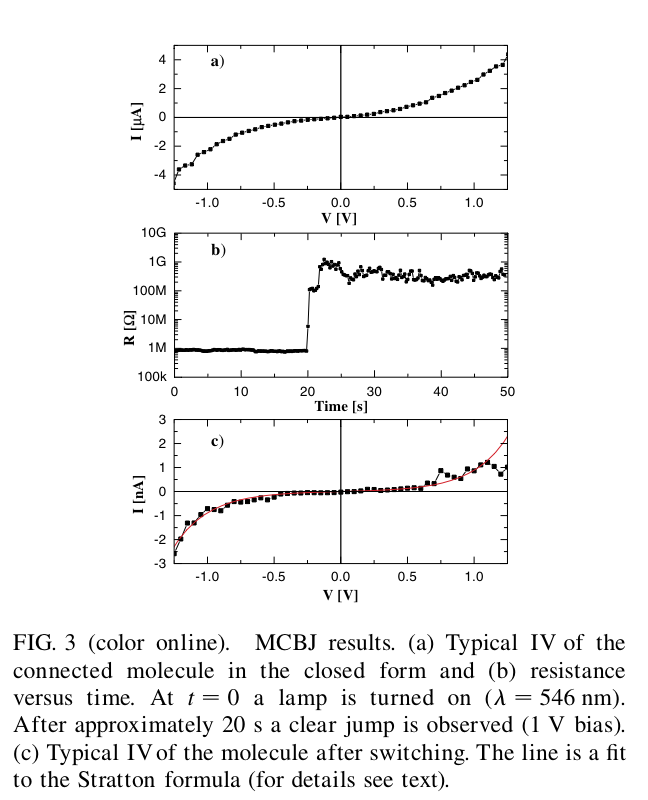 a)
4
2
0
-2
-4
I [μA]
-1.0 -0.5 0.0 0.5 1.0
V [V]
b)
10G
1G
100M
10M
1M
100k
R [Ω]
0 10 20 30 40 50
Time [s]
c)
3
2
1
0
-1
-2
-3
I [nA]
-1.0 -0.5 0.0 0.5 1.0
V [V]
FIG. 3 (color online). MCBJ results. (a) Typical IV of the
connected molecule in the closed form and (b) resistance
versus time. At t = 0 a lamp is turned on (λ = 546 nm).
After approximately 20 s a clear jump is observed (1 V bias).
(c) Typical IV of the molecule after switching. The line is a fit
to the Stratton formula (for details see text).